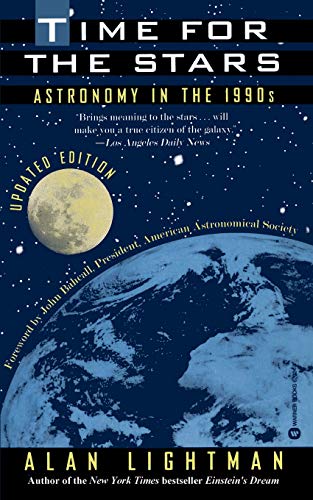 TIME FOR
THE STARS
ASTRONOMY IN THE 1990s
"Brings meaning to the stars . . . will
make you a true citizen of the galaxy."
—Los Angeles Daily News
UPDATED EDITION
Foreword by John Bahcall, President, American Astronomical Society
WARNER BOOKS
ALAN LIGHTMAN
Author of the New York Times bestseller Einstein's Dream